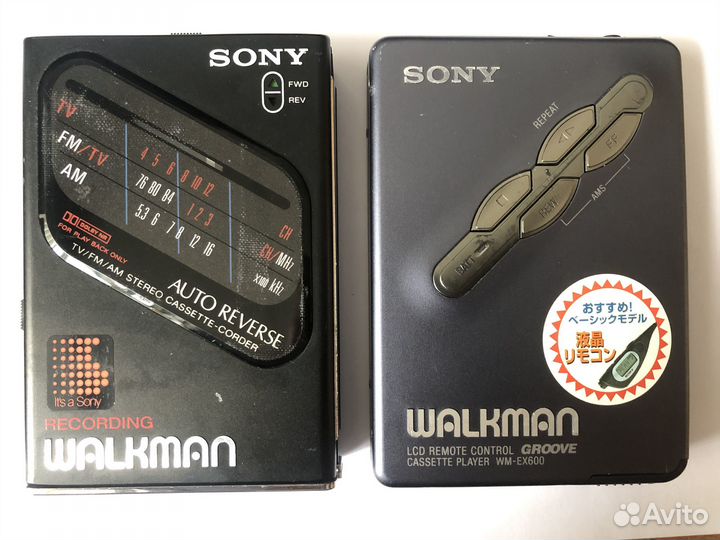 SONY
FWD
REV
TV
FM/TV
AM
4 5 6 8 10 12
76 80 84 1 2 3
5.3 6 7 8 12 16
CH
CH/MHz
X100 kHz
DOLBY NR
FOR PLAY BACK ONLY
TV/FM/AM STEREO CASSETTE-CORDER
AUTO REVERSE
It's a Sony
RECORDING
WALKMAN
SONY
REPEAT
FF
REW
AMS
BATT
おすすめ!
ベーシックモデル
液晶
リモコン
WALKMAN
LCD REMOTE CONTROL GROOVE
CASSETTE PLAYER WM-EX600
Avito